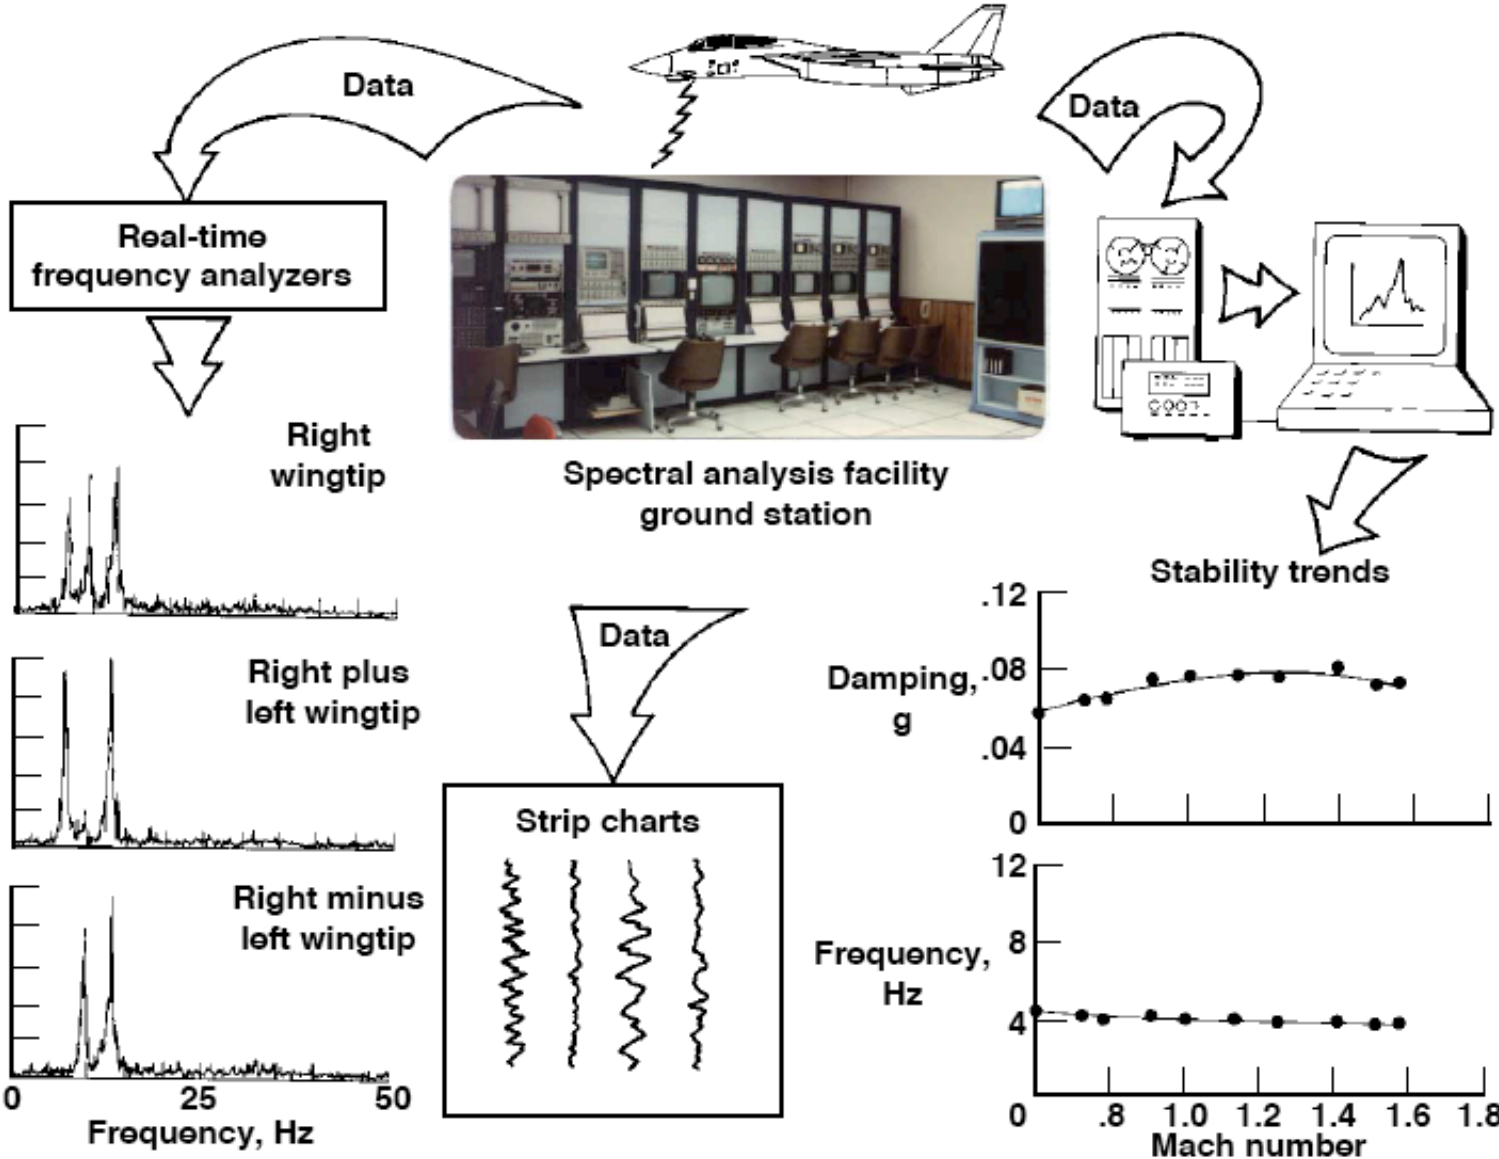 Data
Data
Real-time
frequency analyzers
Right
wingtip
Spectral analysis facility
ground station
Right plus
left wingtip
Right minus
left wingtip
0 25 50
Frequency, Hz
Data
Strip charts
Stability trends
.12
.08
.04
0
Damping,
g
12
8
4
0 .8 1.0 1.2 1.4 1.6 1.8
Frequency,
Hz
Mach number